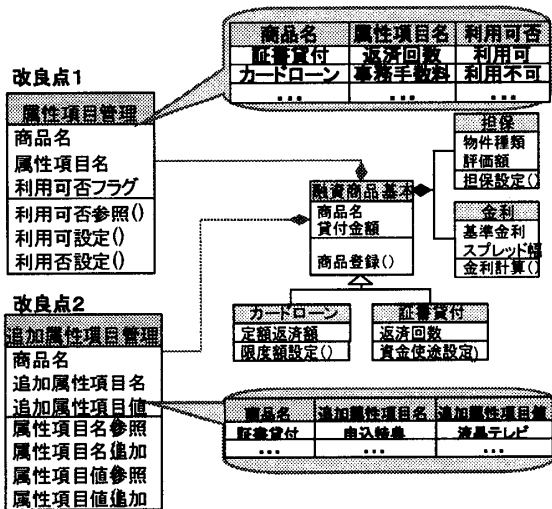 商品名 属性項目名 利用可否
証書貸付 返済回数 利用可
カードローン 事務手数料 利用不可
... ... ...
改良点1
属性項目管理
商品名
属性項目名
利用可否フラグ
利用可否参照()
利用可設定()
利用否設定()
担保
物件種類
評価額
担保設定()
融資商品基本
商品名
貸付金額
商品登録()
金利
基準金利
スプレッド幅
金利計算()
カードローン
定額返済額
限度額設定()
証書貸付
返済回数
資金使途設定)
改良点2
追加属性項目管理
商品名
追加属性項目名
追加属性項目値
属性項目名参照
属性項目名追加
属性項目値参照
属性項目値追加
商品名 追加属性項目名 追加属性項目値
証書貸付 申込特典 液晶テレビ
... ... ...